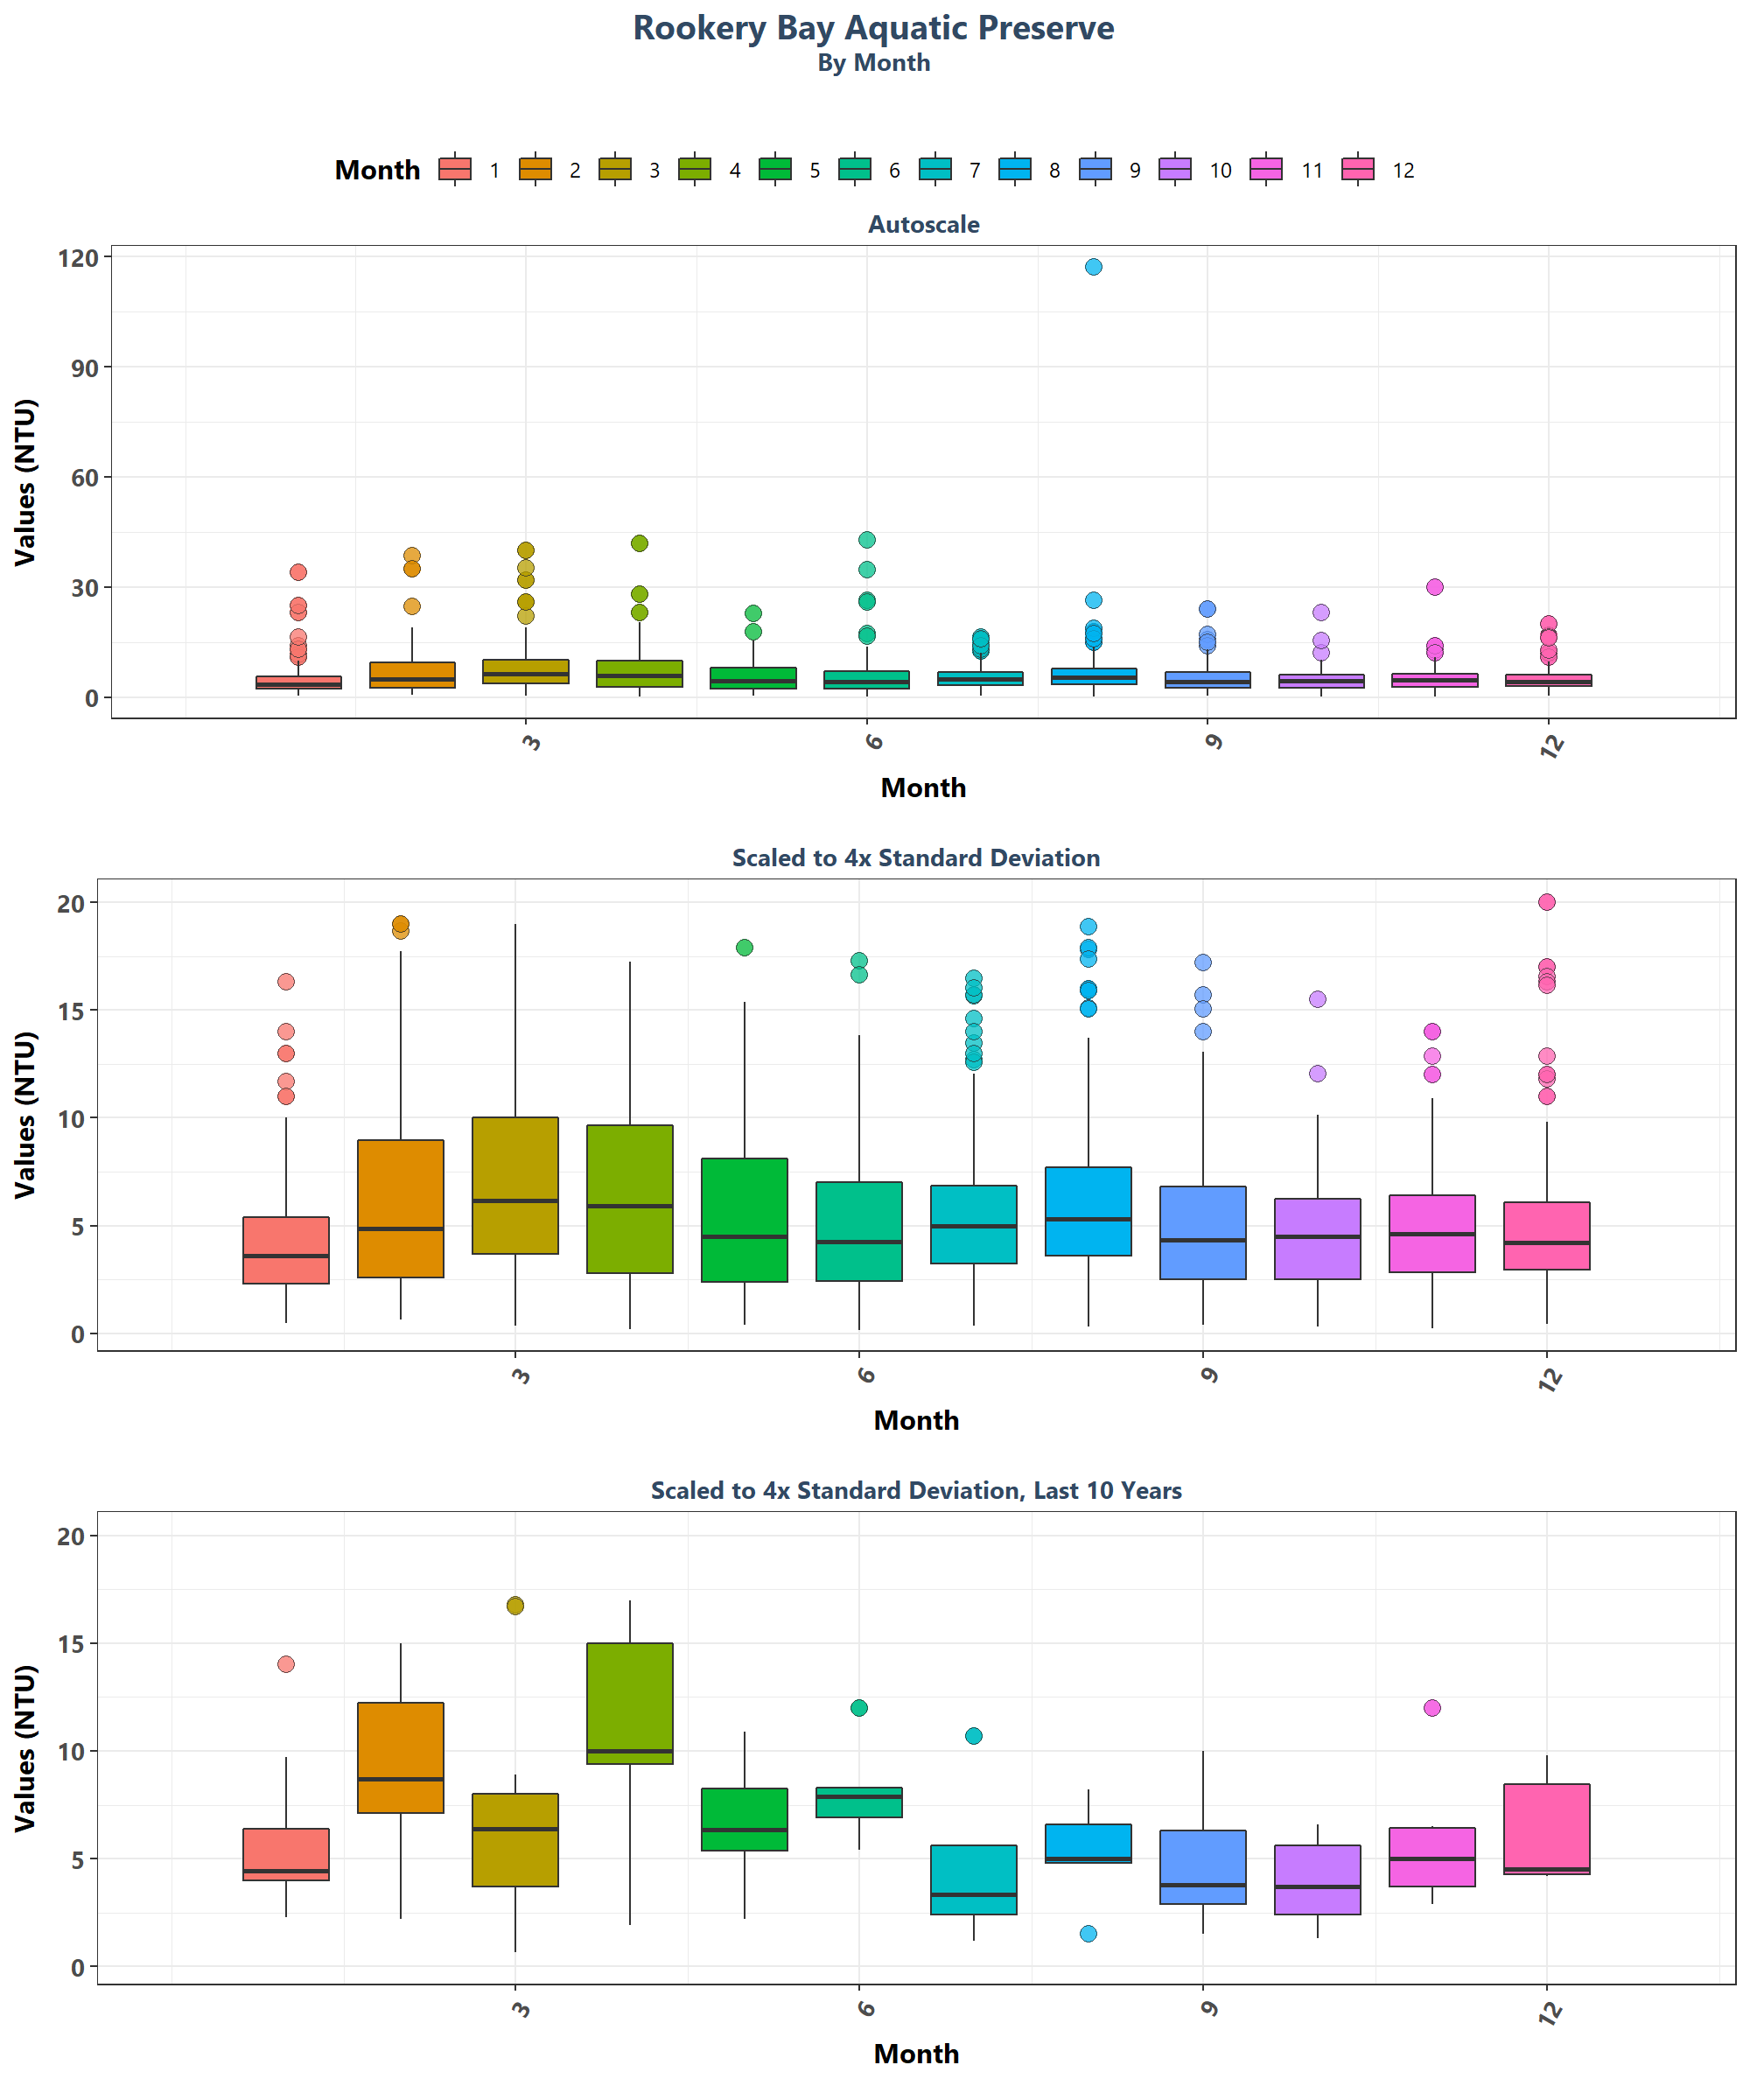 Rookery Bay Aquatic Preserve
By Month
Month 1 2 3 4 5 6 7 8 9 10 11 12
Autoscale
Values (NTU)
120
90
60
30
0
3 6 9 12
Month
Scaled to 4x Standard Deviation
Values (NTU)
20
15
10
5
0
3 6 9 12
Month
Scaled to 4x Standard Deviation, Last 10 Years
Values (NTU)
20
15
10
5
0
3 6 9 12
Month